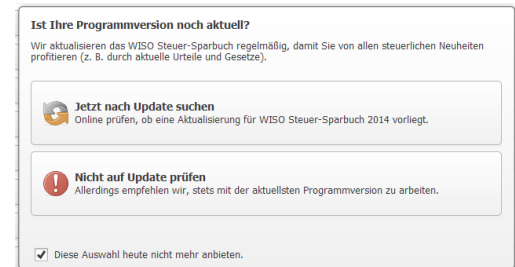 Ist Ihre Programmversion noch aktuell?
Wir aktualisieren das WISO Steuer-Sparbuch regelmäßig, damit Sie von allen steuerlichen Neuheiten
profitieren (z. B. durch aktuelle Urteile und Gesetze).
Jetzt nach Update suchen
Online prüfen, ob eine Aktualisierung für WISO Steuer-Sparbuch 2014 vorliegt.
Nicht auf Update prüfen
Allerdings empfehlen wir, stets mit der aktuellsten Programmversion zu arbeiten.
Diese Auswahl heute nicht mehr anbieten.